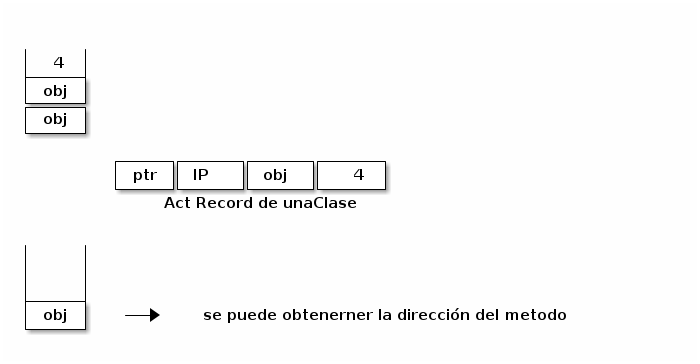 4
obj
obj
ptr IP obj 4
Act Record de unaClase
obj se puede obtenerner la dirección del metodo